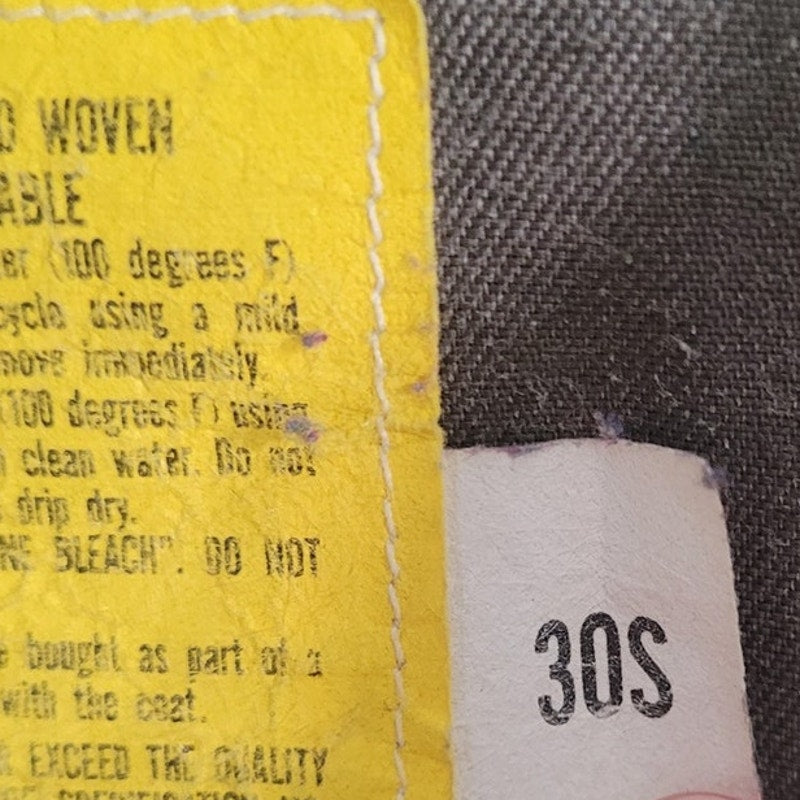 WOVEN
ABLE
er (100 degrees F)
cycle using a mild
move immediately.
(100 degrees F) using
clean water. Do not
drip dry.
NE BLEACH". DO NOT
bought as part of a
with the coat.
EXCEED THE QUALITY
30S